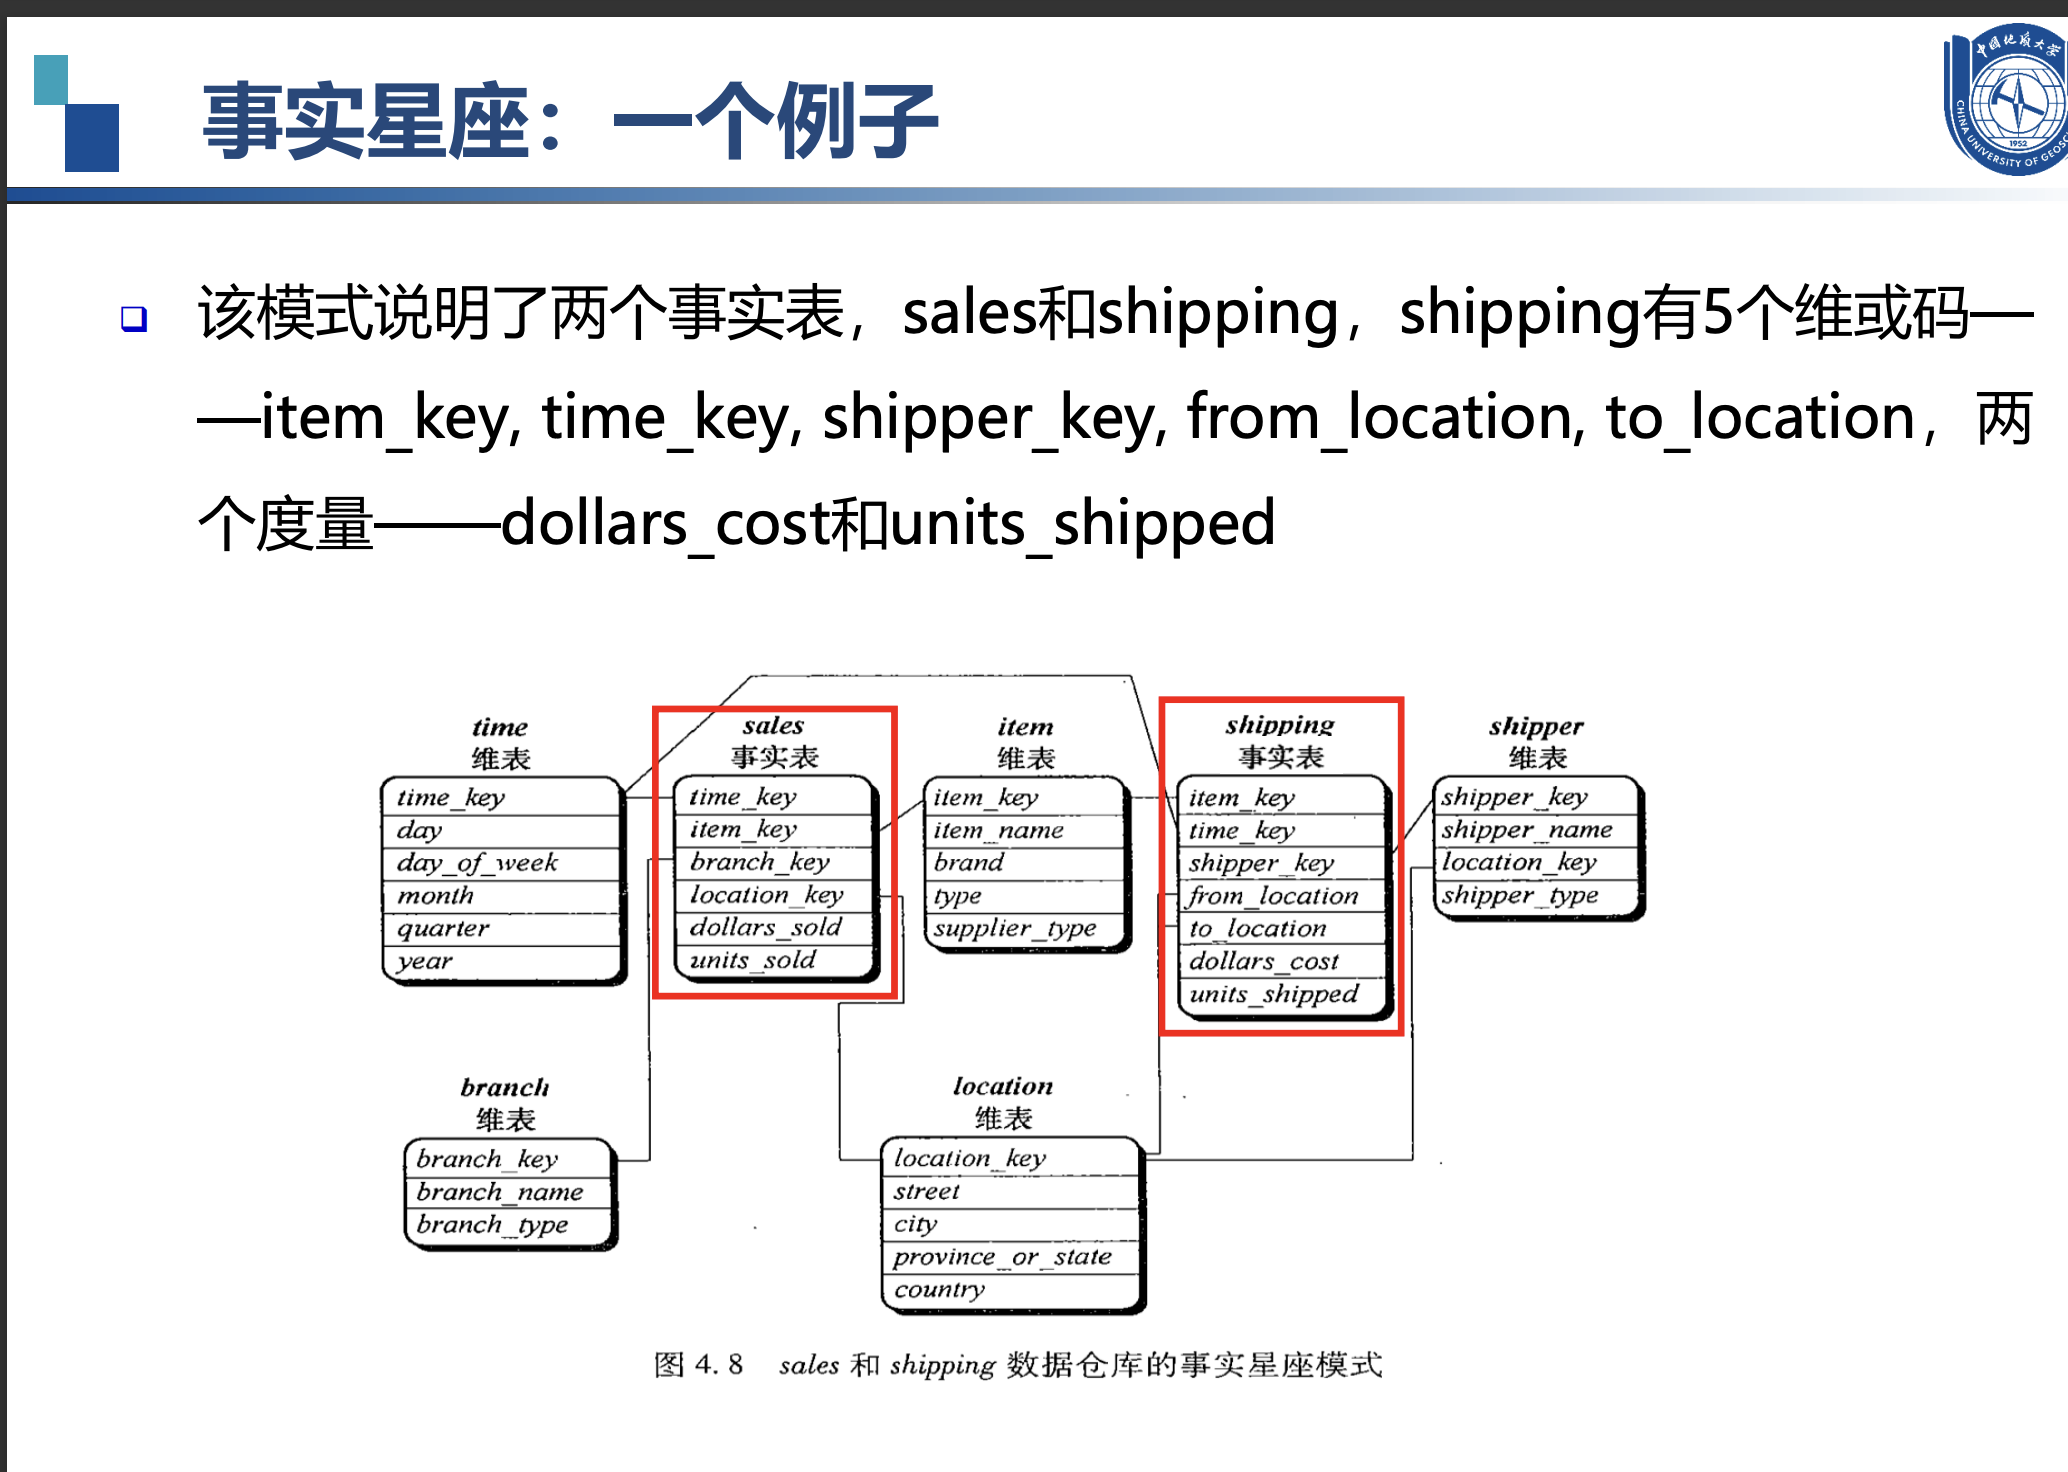 事实星座：一个例子
中国地质大学
CHINA UNIVERSITY OF GEOSC
1952
该模式说明了两个事实表，sales和shipping，shipping有5个维或码—
—item_key, time_key, shipper_key, from_location, to_location，两
个度量——dollars_cost和units_shipped
time
维表
time_key
day
day_of_week
month
quarter
year
sales
事实表
time_key
item_key
branch_key
location_key
dollars_sold
units_sold
item
维表
item_key
item_name
brand
type
supplier_type
shipping
事实表
item_key
time_key
shipper_key
from_location
to_location
dollars_cost
units_shipped
shipper
维表
shipper_key
shipper_name
location_key
shipper_type
branch
维表
branch_key
branch_name
branch_type
location
维表
location_key
street
city
province_or_state
country
图 4.8 sales 和 shipping 数据仓库的事实星座模式